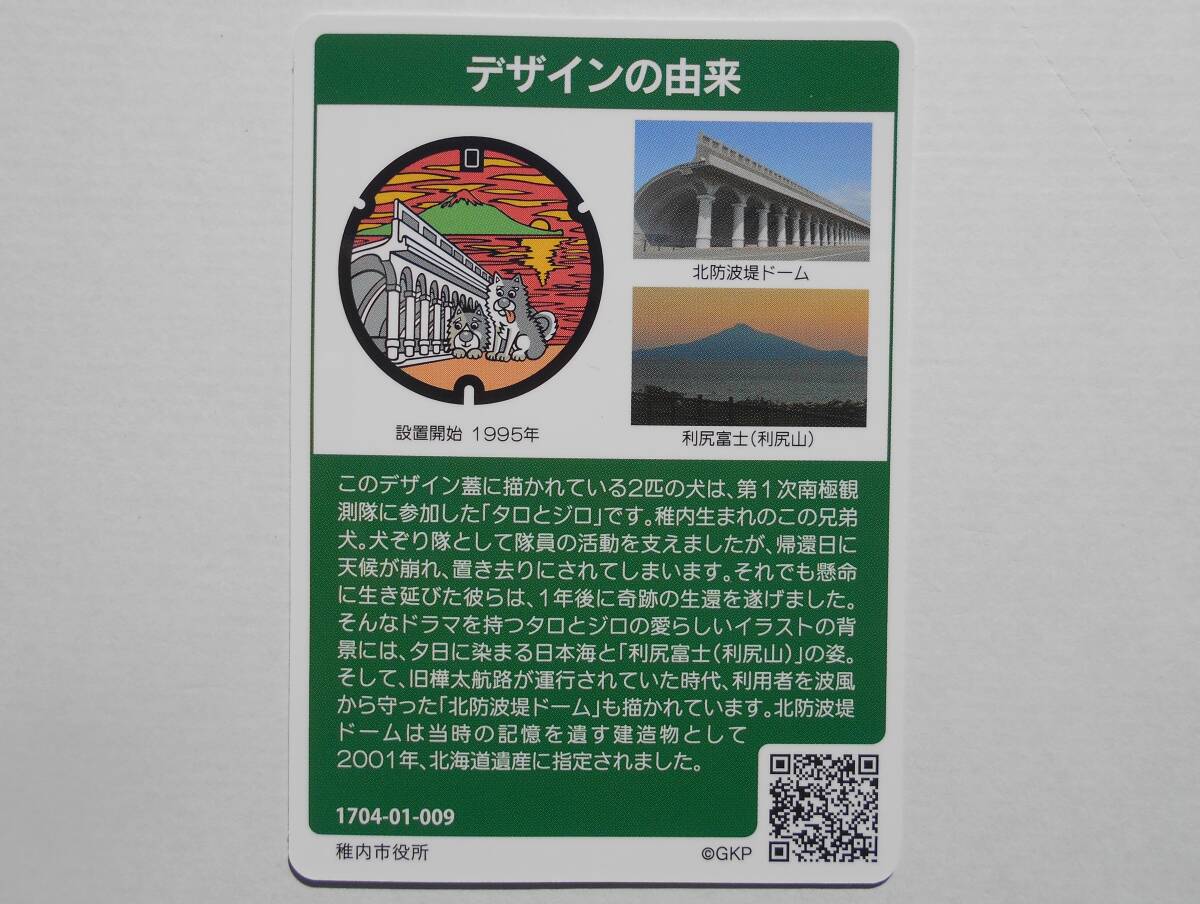 デザインの由来
北防波堤ドーム
設置開始 1995年
利尻富士(利尻山)
このデザイン蓋に描かれている2匹の犬は、第1次南極観
測隊に参加した「タロとジロ」です。稚内生まれのこの兄弟
犬。犬ぞり隊として隊員の活動を支えましたが、帰還日に
天候が崩れ、置き去りにされてしまいます。それでも懸命
に生き延びた彼らは、1年後に奇跡の生還を遂げました。
そんなドラマを持つタロとジロの愛らしいイラストの背
景には、夕日に染まる日本海と「利尻富士(利尻山)」の姿。
そして、旧樺太航路が運行されていた時代、利用者を波風
から守った「北防波堤ドーム」も描かれています。北防波堤
ドームは当時の記憶を遺す建造物として
2001年、北海道遺産に指定されました。
1704-01-009
稚内市役所
©GKP